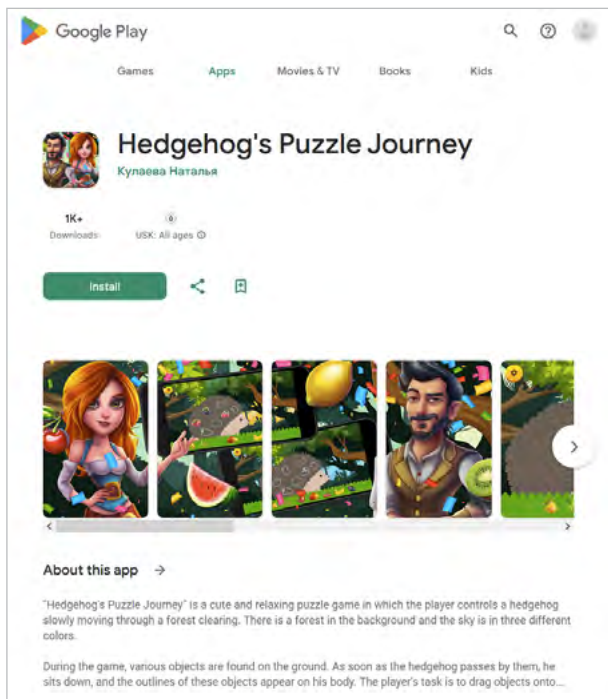 Google Play
Games Apps Movies & TV Books Kids
Hedgehog's Puzzle Journey
Кулаева Наталья
1K+
Downloads
0
USK: All ages
Install
About this app
"Hedgehog's Puzzle Journey" is a cute and relaxing puzzle game in which the player controls a hedgehog
slowly moving through a forest clearing. There is a forest in the background and the sky is in three different
colors.
During the game, various objects are found on the ground. As soon as the hedgehog passes by them, he
sits down, and the outlines of these objects appear on his body. The player's task is to drag objects onto...